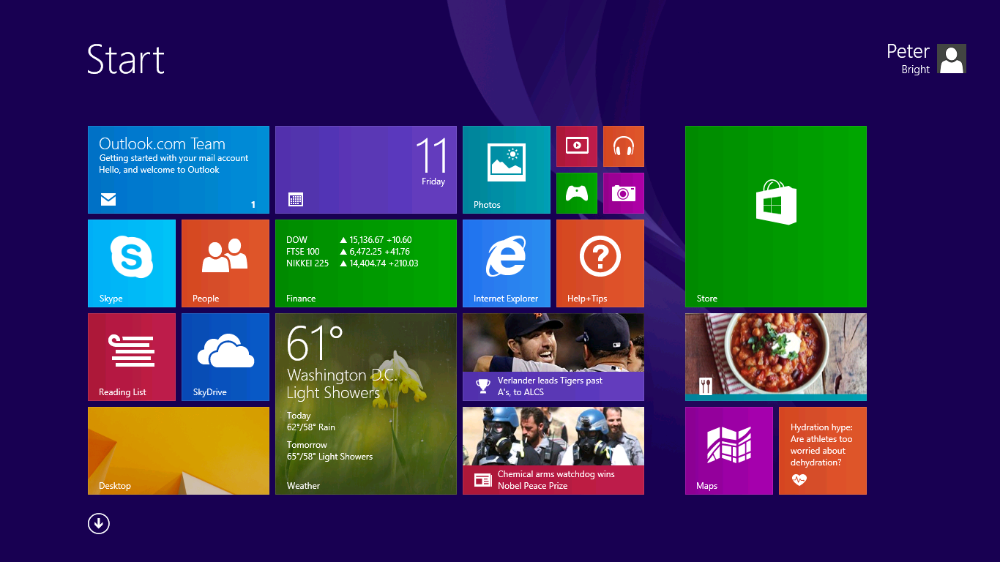 Start
Peter
Bright
Outlook.com Team
Getting started with your mail account
Hello, and welcome to Outlook
1
11
Friday
Photos
Skype
People
DOW ▲ 15,136.67 +10.60
FTSE 100 ▲ 6,472.25 +41.76
NIKKEI 225 ▲ 14,404.74 +210.03
Finance
Internet Explorer
Help+Tips
Store
Reading List
SkyDrive
61°
Washington D.C.
Light Showers
Today
62°/58° Rain
Tomorrow
65°/58° Light Showers
Weather
Verlander leads Tigers past
A's, to ALCS
Desktop
Chemical arms watchdog wins
Nobel Peace Prize
Maps
Hydration hype:
Are athletes too
worried about
dehydration?